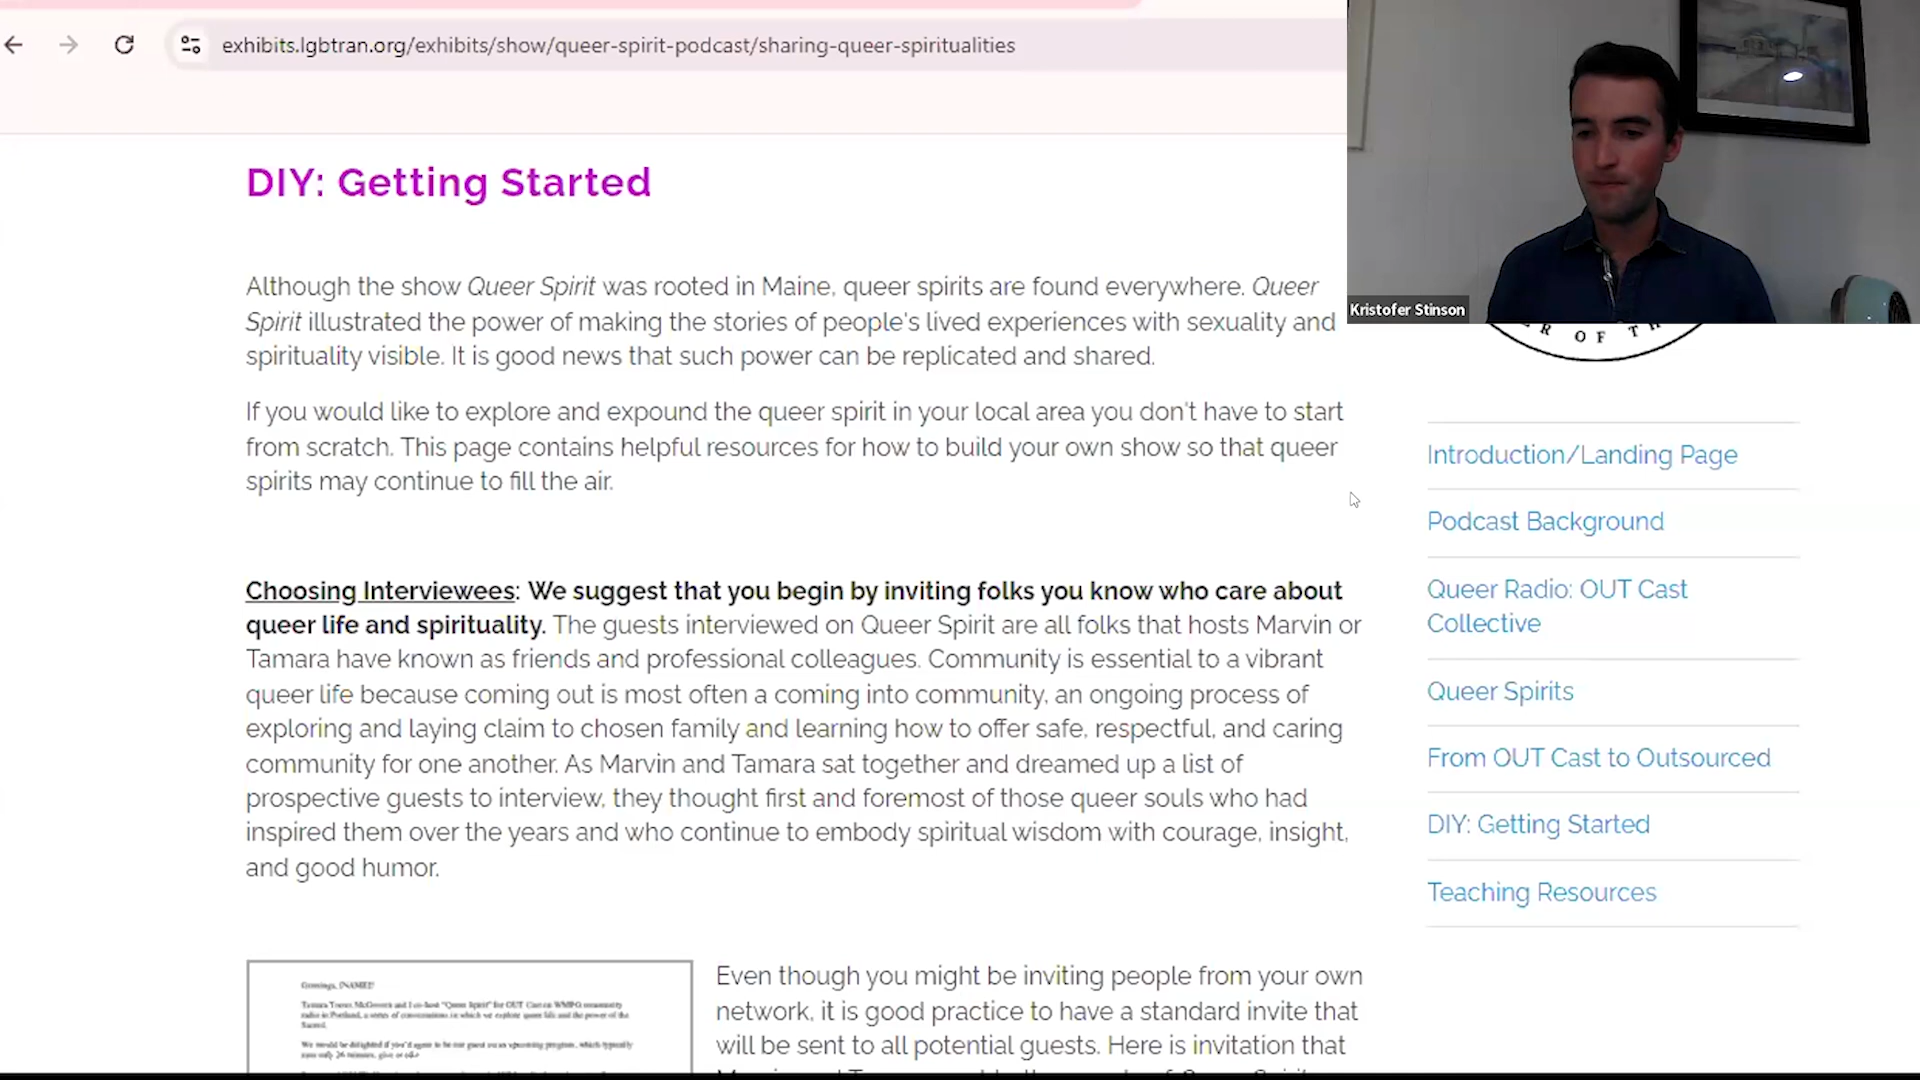 exhibits.lgbtran.org/exhibits/show/queer-spirit-podcast/sharing-queer-spiritualities
DIY: Getting Started
Although the show Queer Spirit was rooted in Maine, queer spirits are found everywhere. Queer
Spirit illustrated the power of making the stories of people's lived experiences with sexuality and
spirituality visible. It is good news that such power can be replicated and shared.
If you would like to explore and expound the queer spirit in your local area you don't have to start
from scratch. This page contains helpful resources for how to build your own show so that queer
spirits may continue to fill the air.
Choosing Interviewees: We suggest that you begin by inviting folks you know who care about
queer life and spirituality. The guests interviewed on Queer Spirit are all folks that hosts Marvin or
Tamara have known as friends and professional colleagues. Community is essential to a vibrant
queer life because coming out is most often a coming into community, an ongoing process of
exploring and laying claim to chosen family and learning how to offer safe, respectful, and caring
community for one another. As Marvin and Tamara sat together and dreamed up a list of
prospective guests to interview, they thought first and foremost of those queer souls who had
inspired them over the years and who continue to embody spiritual wisdom with courage, insight,
and good humor.
Greetings, [NAME]!
Even though you might be inviting people from your own
network, it is good practice to have a standard invite that
will be sent to all potential guests. Here is invitation that
Kristofer Stinson
R OF TH
Introduction/Landing Page
Podcast Background
Queer Radio: OUT Cast
Collective
Queer Spirits
From OUT Cast to Outsourced
DIY: Getting Started
Teaching Resources